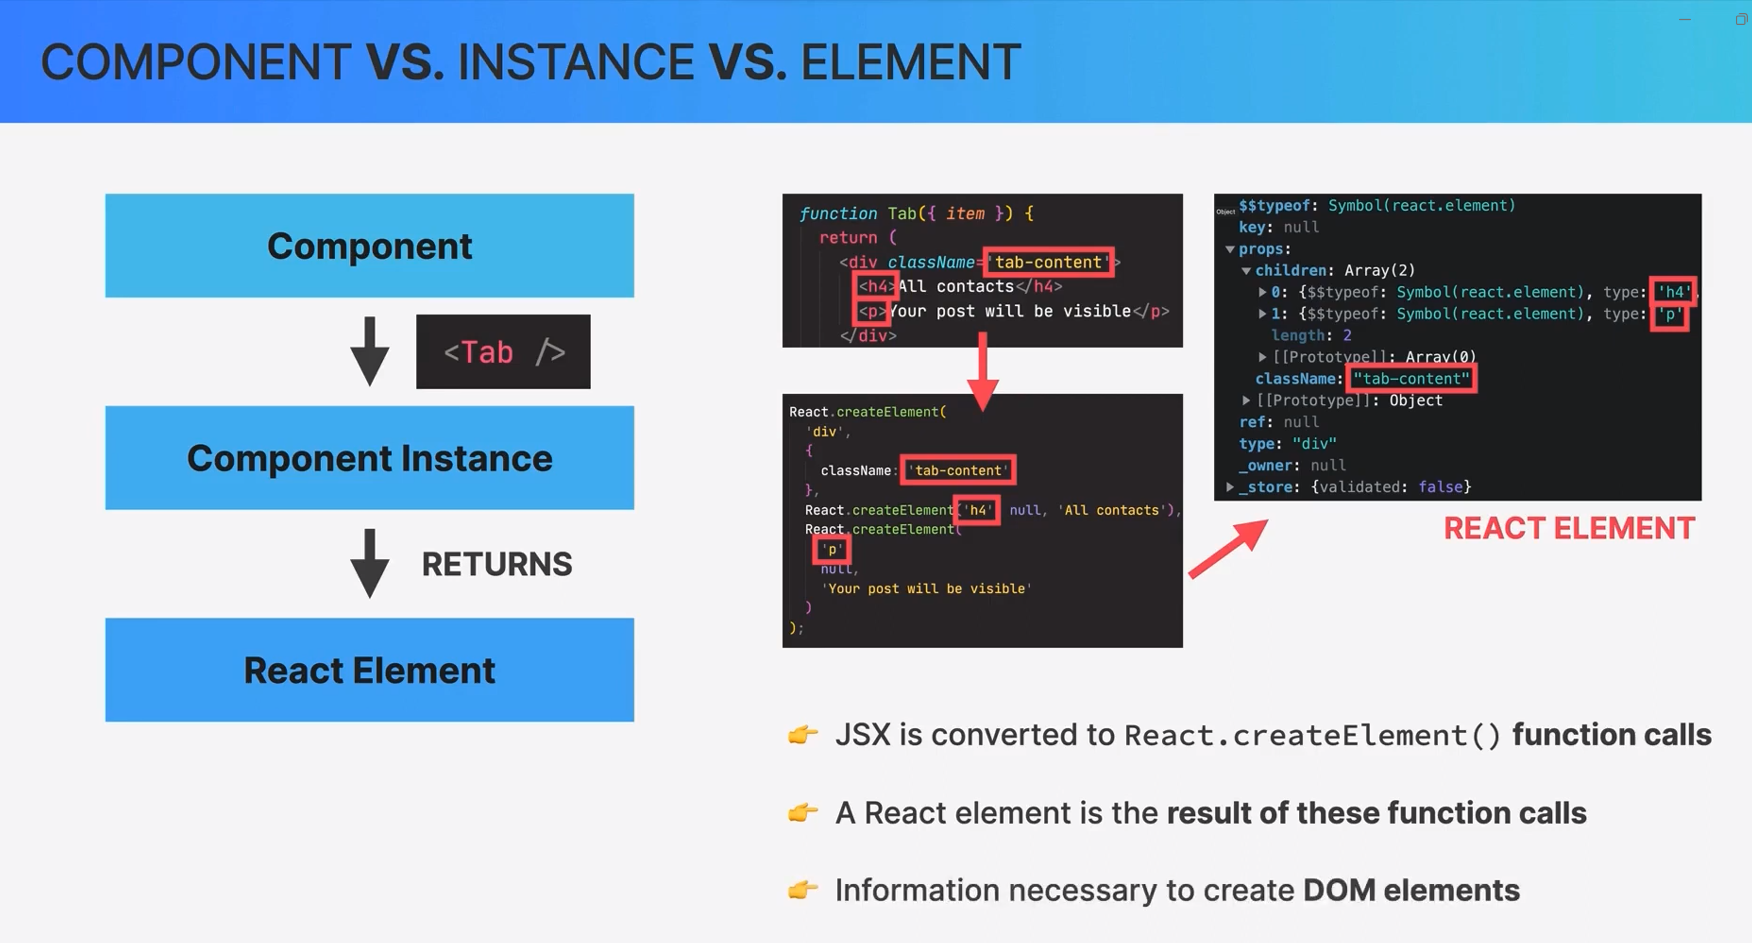 COMPONENT VS. INSTANCE VS. ELEMENT
Component
<Tab />
Component Instance
RETURNS
React Element
function Tab({ item }) {
return (
<div className='tab-content'>
<h4>All contacts</h4>
<p>Your post will be visible</p>
</div>
React.createElement(
'div',
{
className: 'tab-content'
},
React.createElement('h4' null, 'All contacts'),
React.createElement(
'p'
null,
'Your post will be visible'
)
);
Object
$$typeof: Symbol(react.element)
key: null
props:
children: Array(2)
0: {$$typeof: Symbol(react.element), type: 'h4',
1: {$$typeof: Symbol(react.element), type: 'p'
length: 2
[[Prototype]]: Array(0)
className: "tab-content"
[[Prototype]]: Object
ref: null
type: "div"
_owner: null
_store: {validated: false}
REACT ELEMENT
JSX is converted to React.createElement() function calls
A React element is the result of these function calls
Information necessary to create DOM elements